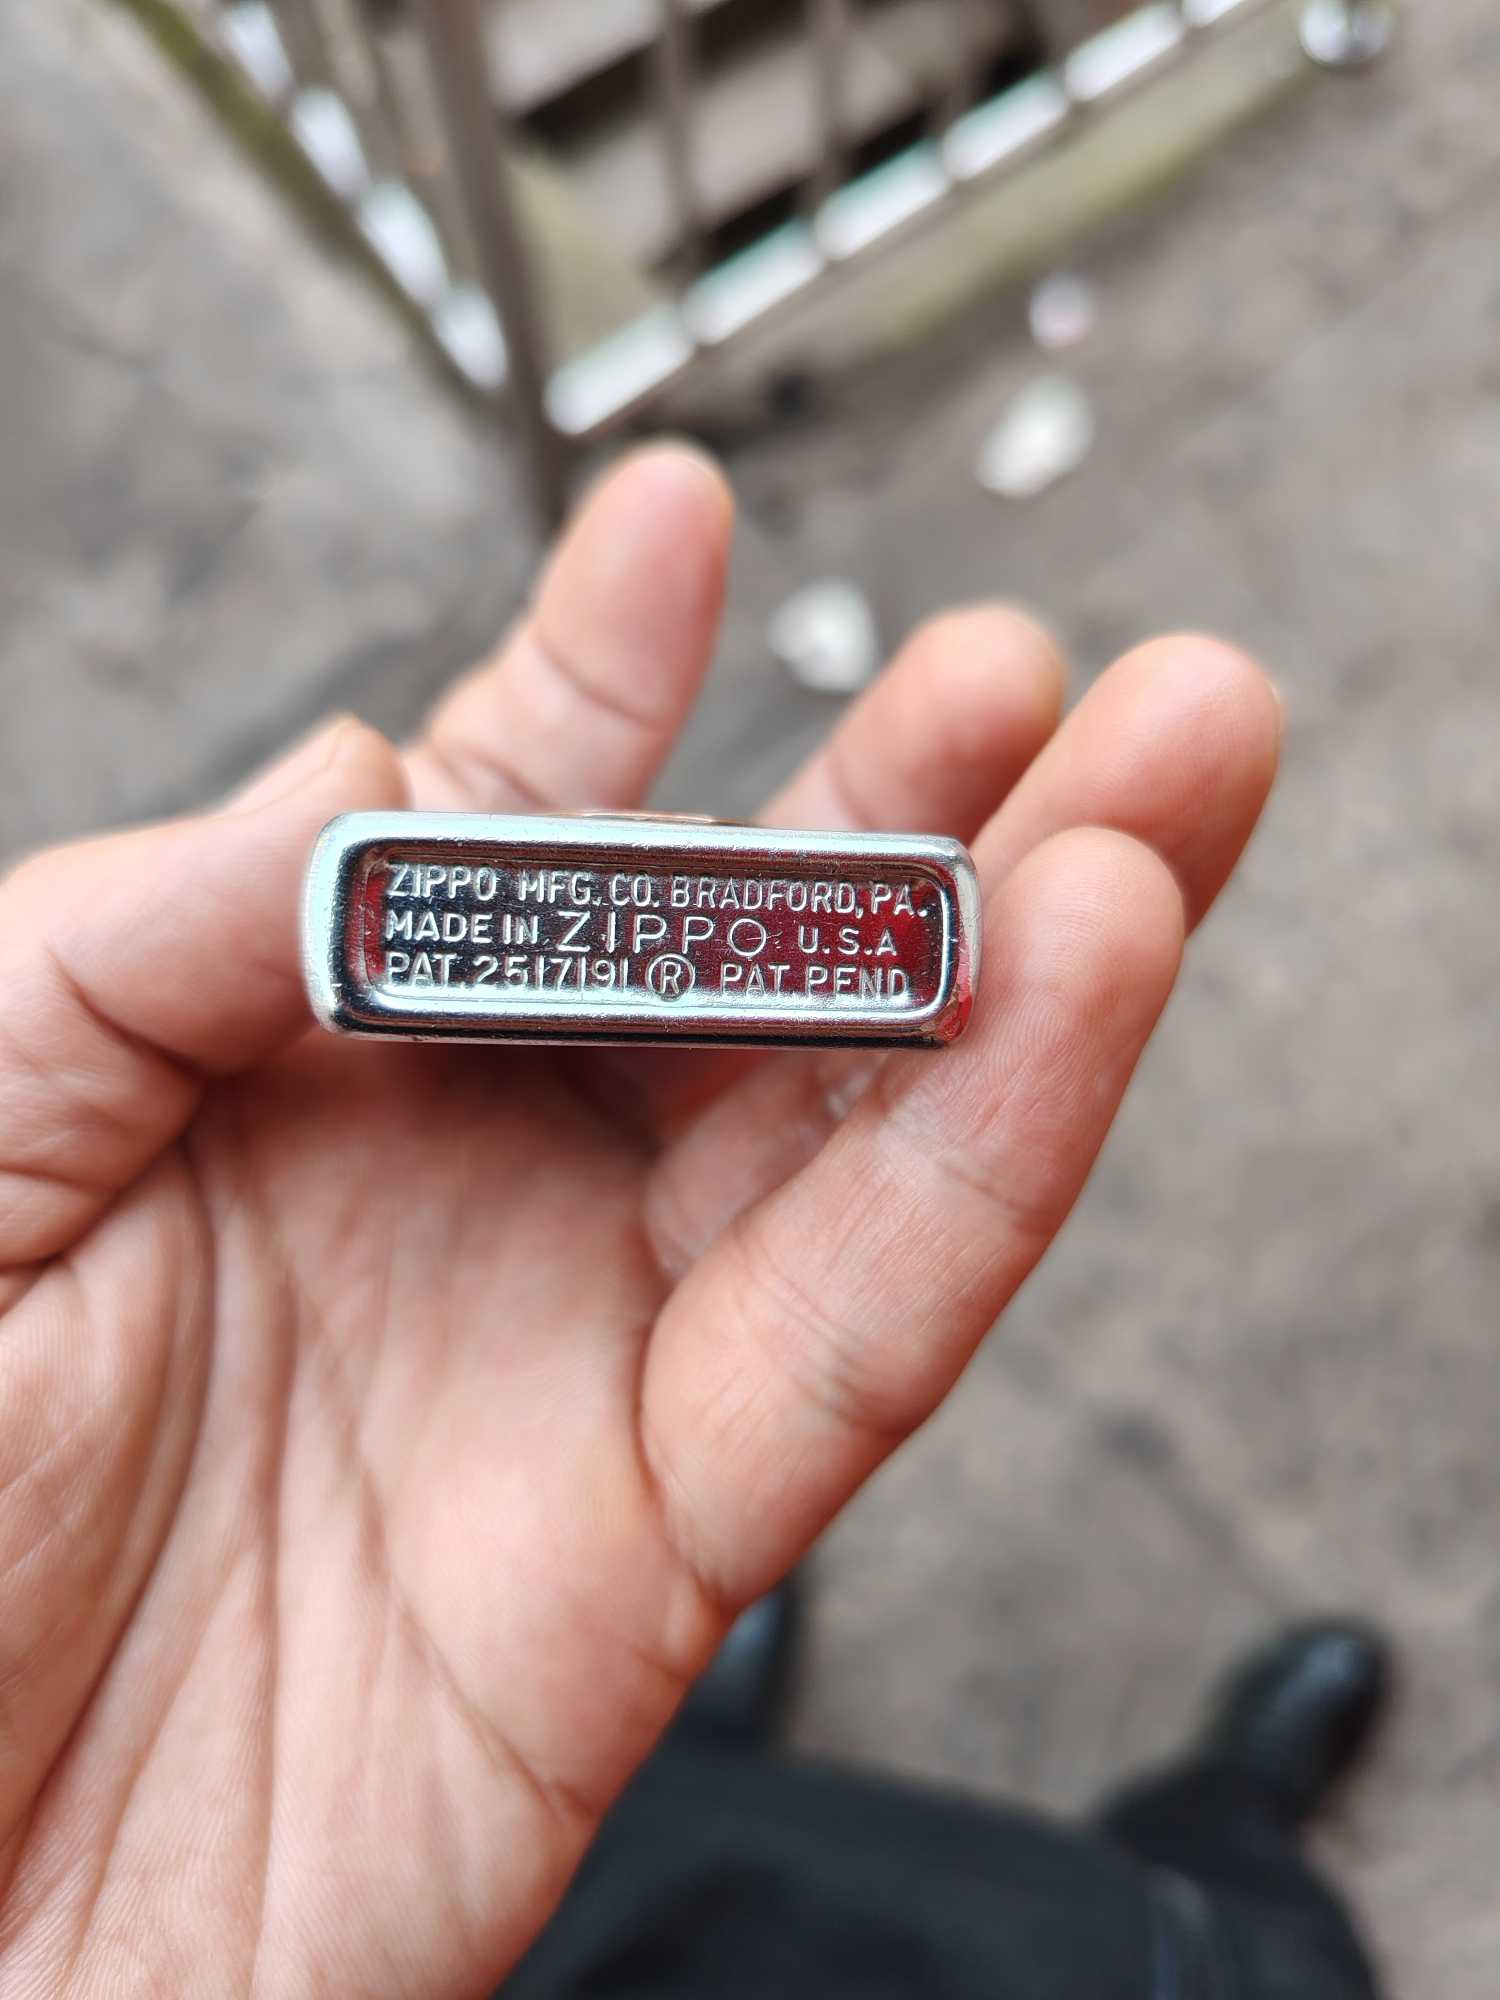 ZIPPO MFG. CO. BRADFORD, PA.
MADE IN ZIPPO U.S.A
PAT. 2517191 ® PAT. PEND